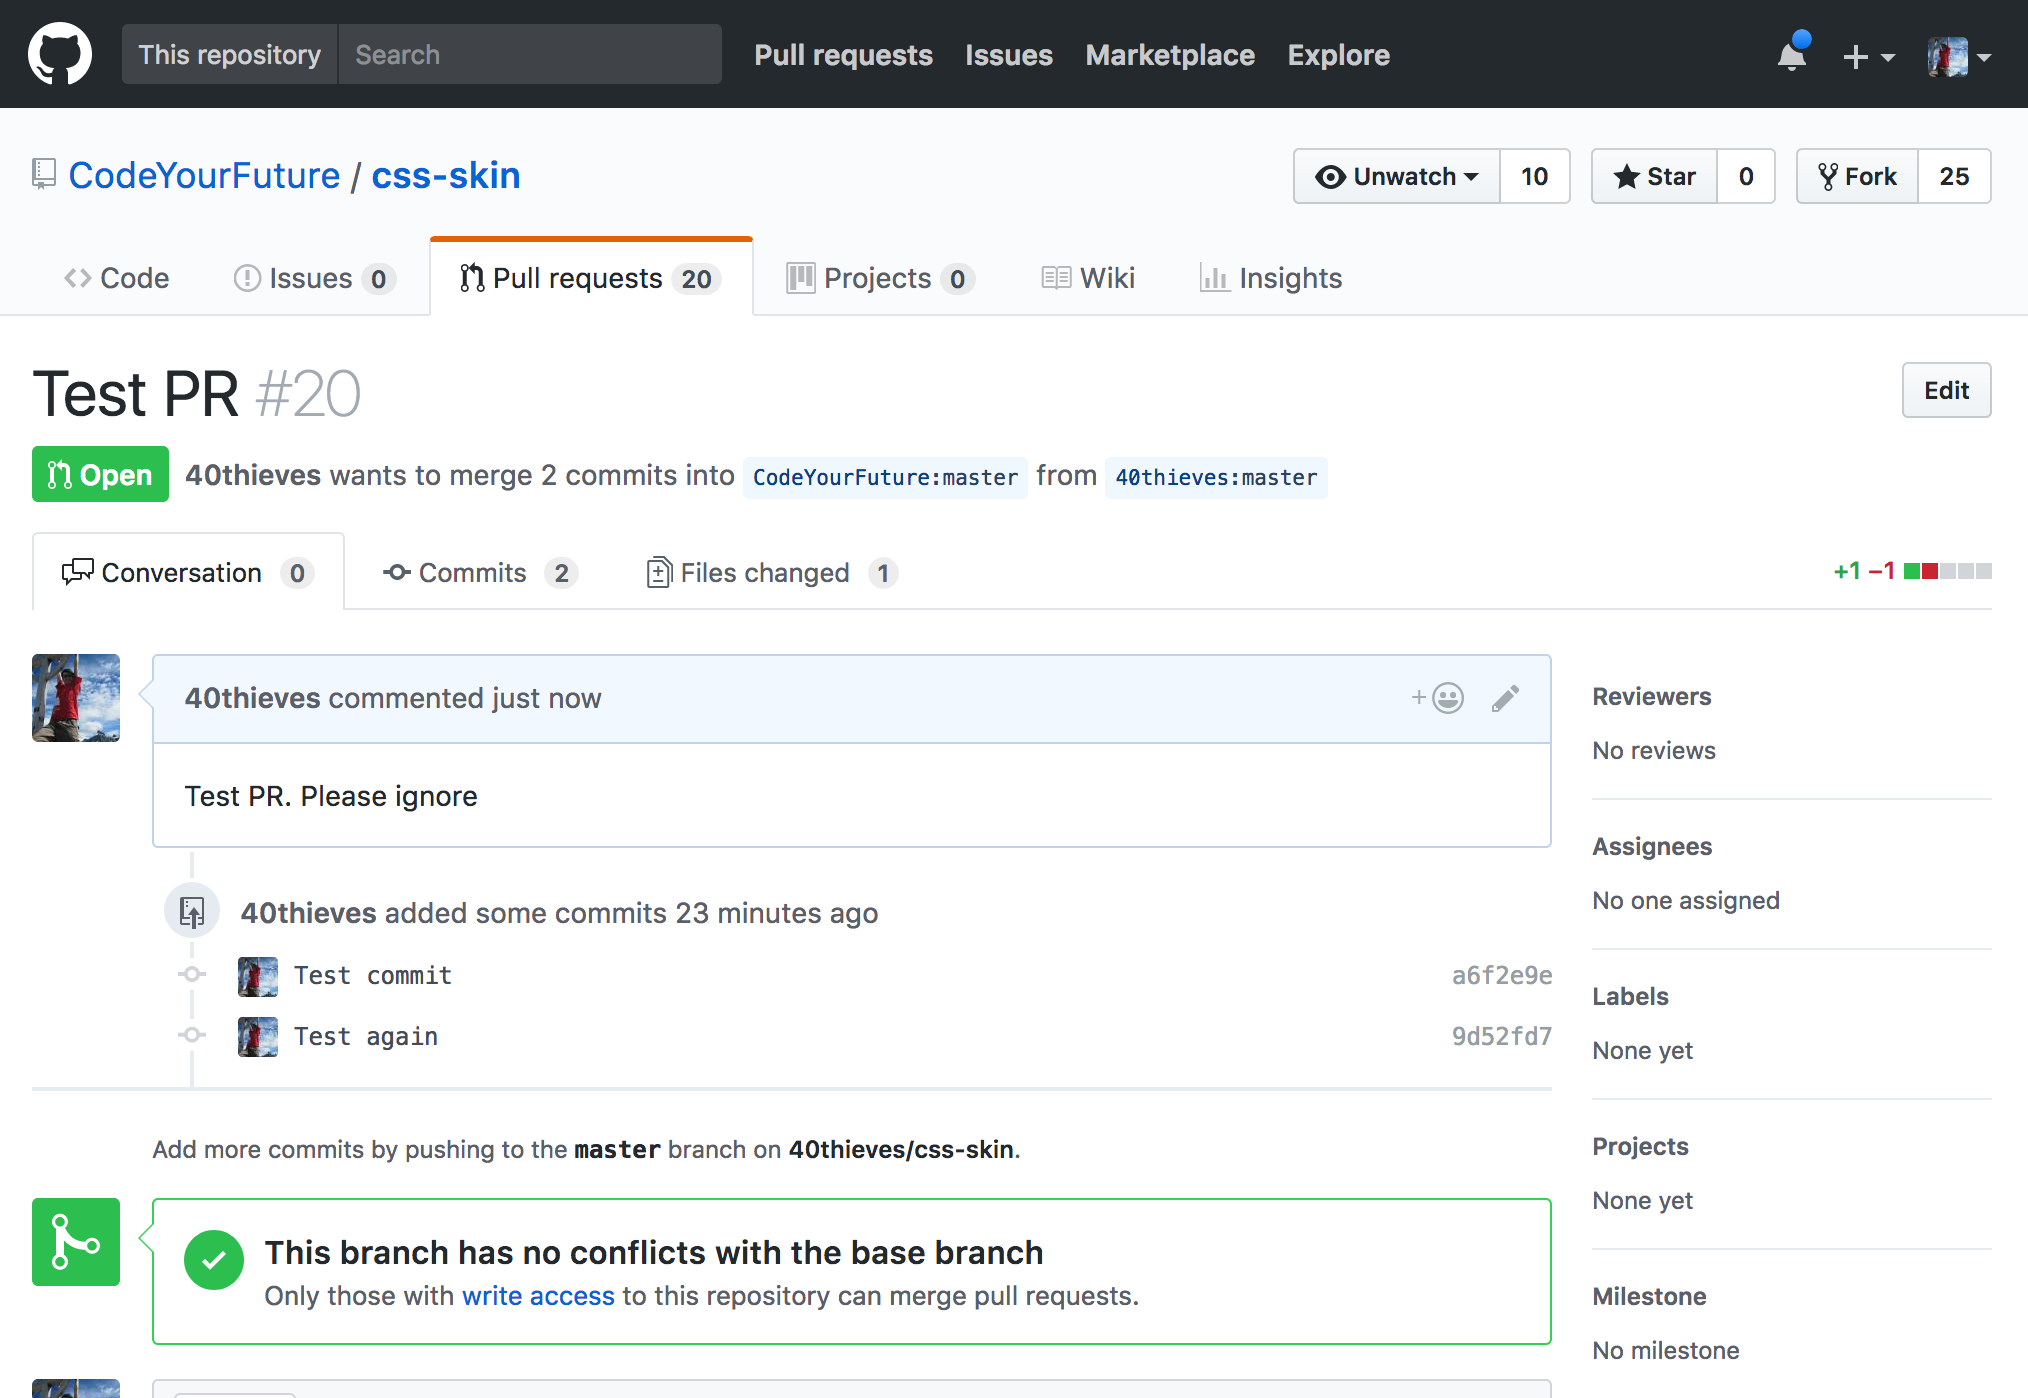 This repository Search Pull requests Issues Marketplace Explore
CodeYourFuture / css-skin Unwatch 10 Star 0 Fork 25
Code Issues 0 Pull requests 20 Projects 0 Wiki Insights
Test PR #20 Edit
Open 40thieves wants to merge 2 commits into CodeYourFuture:master from 40thieves:master
Conversation 0 Commits 2 Files changed 1 +1 −1
40thieves commented just now
Test PR. Please ignore
40thieves added some commits 23 minutes ago
Test commit a6f2e9e
Test again 9d52fd7
Add more commits by pushing to the master branch on 40thieves/css-skin.
This branch has no conflicts with the base branch
Only those with write access to this repository can merge pull requests.
Reviewers
No reviews
Assignees
No one assigned
Labels
None yet
Projects
None yet
Milestone
No milestone